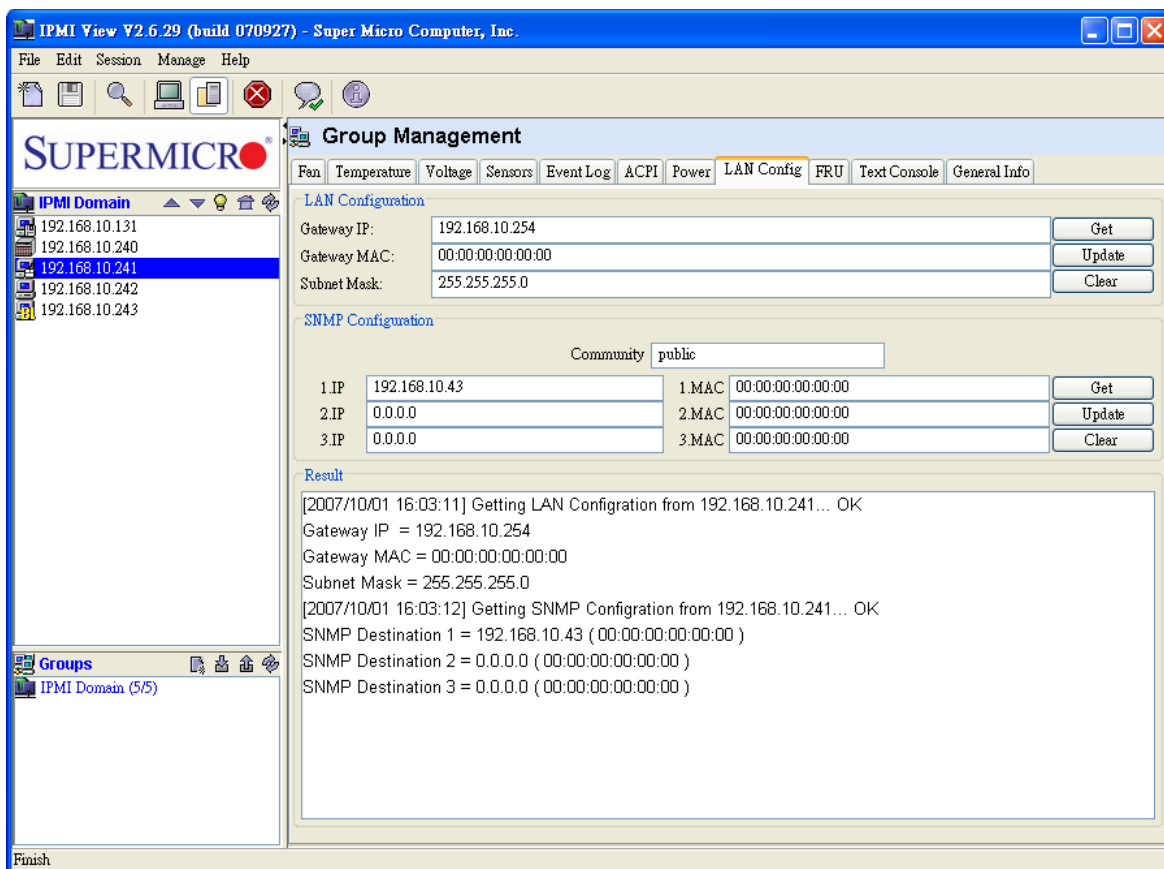 IPMI View V2.6.29 (build 070927) - Super Micro Computer, Inc.
File Edit Session Manage Help
SUPERMICRO®
IPMI Domain
192.168.10.131
192.168.10.240
192.168.10.241
192.168.10.242
192.168.10.243
Groups
IPMI Domain (5/5)
Group Management
Fan Temperature Voltage Sensors Event Log ACPI Power LAN Config FRU Text Console General Info
LAN Configuration
Gateway IP: 192.168.10.254 Get
Gateway MAC: 00:00:00:00:00:00 Update
Subnet Mask: 255.255.255.0 Clear
SNMP Configuration
Community public
1.IP 192.168.10.43 1.MAC 00:00:00:00:00:00 Get
2.IP 0.0.0.0 2.MAC 00:00:00:00:00:00 Update
3.IP 0.0.0.0 3.MAC 00:00:00:00:00:00 Clear
Result
[2007/10/01 16:03:11] Getting LAN Configration from 192.168.10.241... OK
Gateway IP = 192.168.10.254
Gateway MAC = 00:00:00:00:00:00
Subnet Mask = 255.255.255.0
[2007/10/01 16:03:12] Getting SNMP Configration from 192.168.10.241... OK
SNMP Destination 1 = 192.168.10.43 ( 00:00:00:00:00:00 )
SNMP Destination 2 = 0.0.0.0 ( 00:00:00:00:00:00 )
SNMP Destination 3 = 0.0.0.0 ( 00:00:00:00:00:00 )
Finish